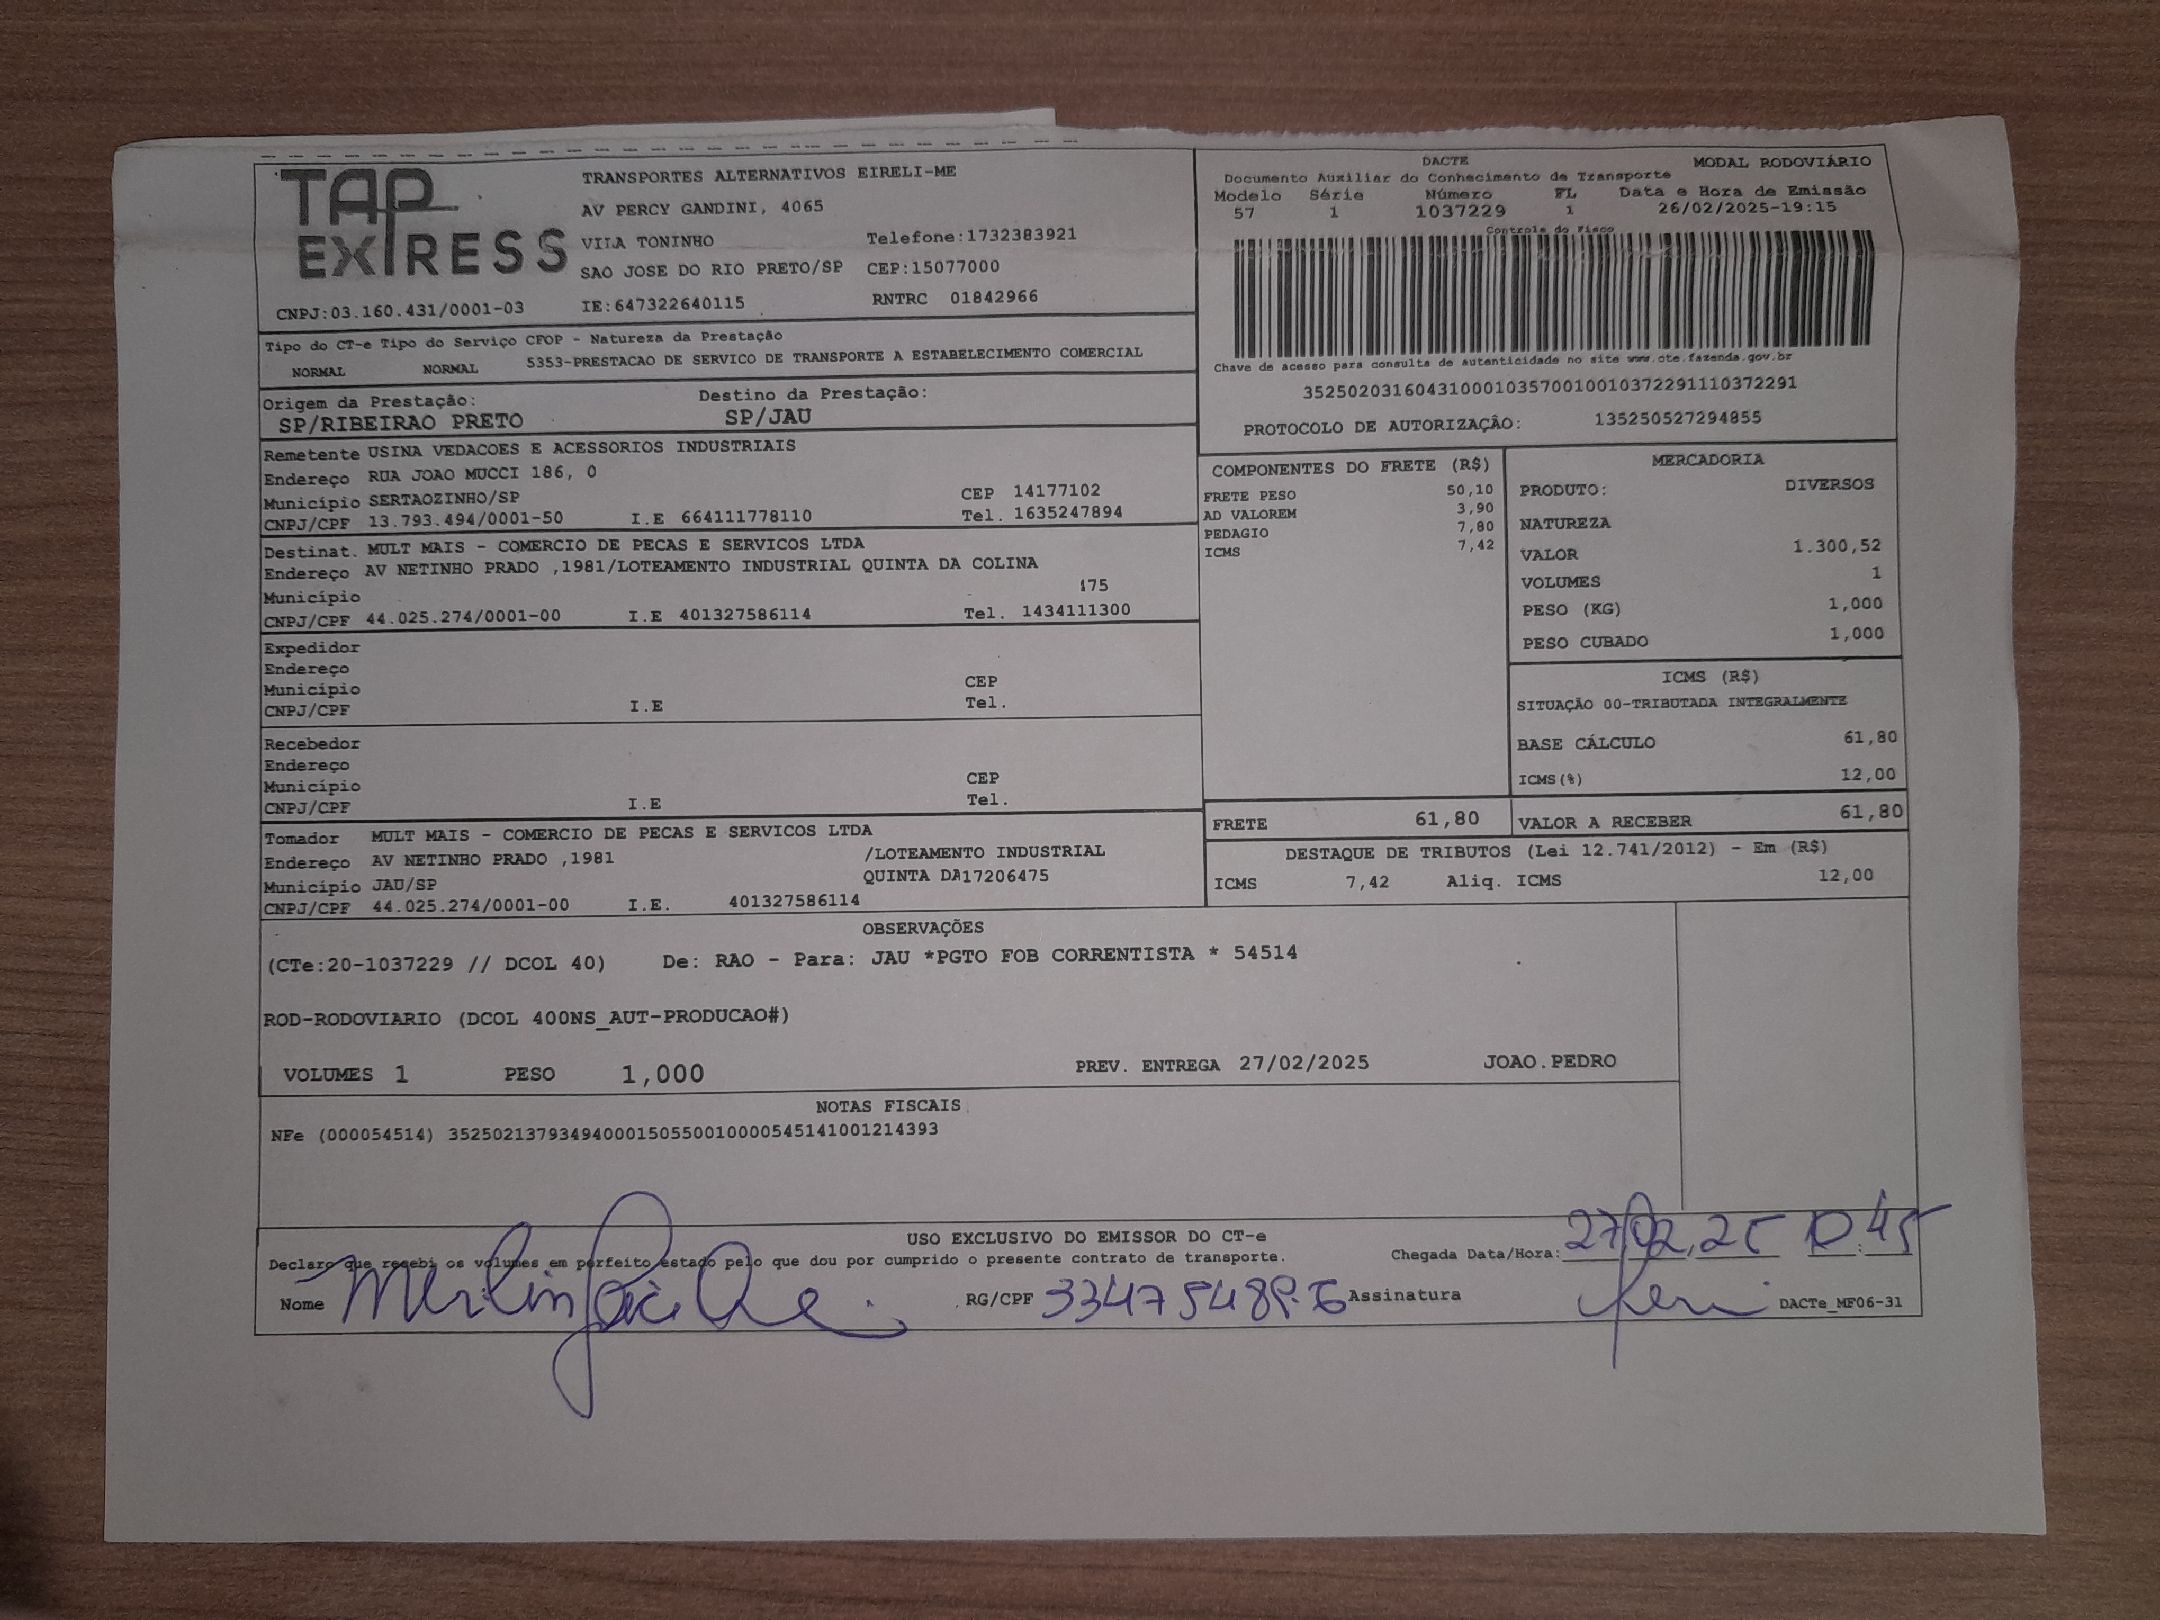 TAP EXPRESS
TRANSPORTES ALTERNATIVOS EIRELI-ME
AV PERCY GANDINI, 4065
VILA TONINHO Telefone:1732383921
SAO JOSE DO RIO PRETO/SP CEP:15077000
CNPJ:03.160.431/0001-03 IE:647322640115 RNTRC 01842966
DACTE MODAL RODOVIÁRIO
Documento Auxiliar do Conhecimento de Transporte
Modelo Série Número FL Data e Hora de Emissão
57 1 1037229 1 26/02/2025-19:15
Controle do Fisco
Chave de acesso para consulta de autenticidade no site www.cte.fazenda.gov.br
35250203160431000103570010010372291110372291
PROTOCOLO DE AUTORIZAÇÃO: 135250527294855
Tipo do CT-e Tipo do Serviço CFOP - Natureza da Prestação
NORMAL NORMAL 5353-PRESTACAO DE SERVICO DE TRANSPORTE A ESTABELECIMENTO COMERCIAL
Origem da Prestação: Destino da Prestação:
SP/RIBEIRAO PRETO SP/JAU
Remetente USINA VEDACOES E ACESSORIOS INDUSTRIAIS
Endereço RUA JOAO MUCCI 186, 0
Município SERTAOZINHO/SP CEP 14177102
CNPJ/CPF 13.793.494/0001-50 I.E 664111778110 Tel. 1635247894
Destinat. MULT MAIS - COMERCIO DE PECAS E SERVICOS LTDA
Endereço AV NETINHO PRADO ,1981/LOTEAMENTO INDUSTRIAL QUINTA DA COLINA
Município 175
CNPJ/CPF 44.025.274/0001-00 I.E 401327586114 Tel. 1434111300
Expedidor
Endereço
Município CEP
CNPJ/CPF I.E Tel.
Recebedor
Endereço
Município CEP
CNPJ/CPF I.E Tel.
Tomador MULT MAIS - COMERCIO DE PECAS E SERVICOS LTDA
Endereço AV NETINHO PRADO ,1981 /LOTEAMENTO INDUSTRIAL
Município JAU/SP QUINTA DA17206475
CNPJ/CPF 44.025.274/0001-00 I.E. 401327586114
COMPONENTES DO FRETE (R$)
FRETE PESO 50,10
AD VALOREM 3,90
PEDAGIO 7,80
ICMS 7,42
MERCADORIA
PRODUTO: DIVERSOS
NATUREZA
VALOR 1.300,52
VOLUMES 1
PESO (KG) 1,000
PESO CUBADO 1,000
ICMS (R$)
SITUAÇÃO 00-TRIBUTADA INTEGRALMENTE
BASE CÁLCULO 61,80
ICMS(%) 12,00
FRETE 61,80 VALOR A RECEBER 61,80
DESTAQUE DE TRIBUTOS (Lei 12.741/2012) - Em (R$)
ICMS 7,42 Aliq. ICMS 12,00
OBSERVAÇÕES
(CTe:20-1037229 // DCOL 40) De: RAO - Para: JAU *PGTO FOB CORRENTISTA * 54514
ROD-RODOVIARIO (DCOL 400NS_AUT-PRODUCAO#)
VOLUMES 1 PESO 1,000 PREV. ENTREGA 27/02/2025 JOAO.PEDRO
NOTAS FISCAIS
NFe (000054514) 35250213793494000150550010000545141001214393
USO EXCLUSIVO DO EMISSOR DO CT-e
Declaro que recebi os volumes em perfeito estado pelo que dou por cumprido o presente contrato de transporte. Chegada Data/Hora: 27/02.25 10:45
Nome RG/CPF Assinatura DACTe_MF06-31